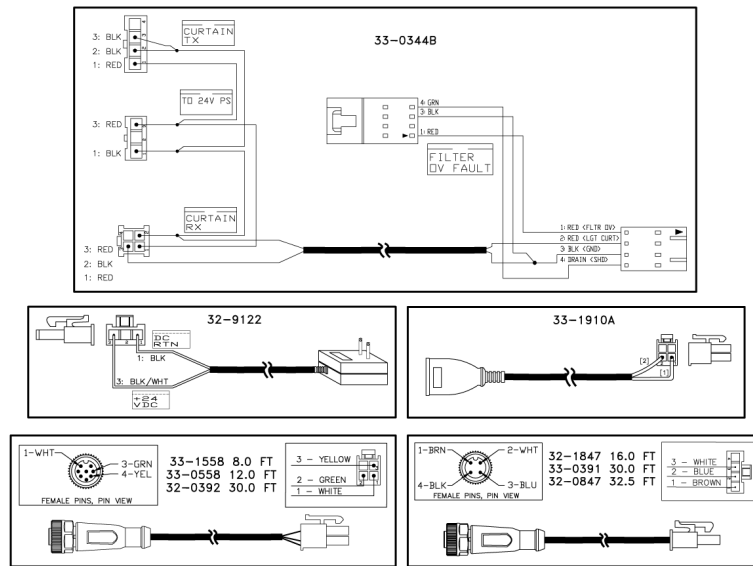 33-0344B
3: BLK
2: BLK
1: RED
CURTAIN
TX
3: RED
1: BLK
TO 24V PS
3: RED
2: BLK
1: RED
CURTAIN
RX
4: GRN
3: BLK
1: RED
FILTER
OV FAULT
1: RED (FLTR OV)
2: RED (LGT CURT)
3: BLK (GND)
4: DRAIN (SHD)
32-9122
DC
RTN
1: BLK
3: BLK/WHT
+24
VDC
33-1910A
[2]
[1]
1-WHT
3-GRN
4-YEL
FEMALE PINS, PIN VIEW
33-1558 8.0 FT
33-0558 12.0 FT
32-0392 30.0 FT
3 - YELLOW
2 - GREEN
1 - WHITE
1-BRN
2-WHT
4-BLK
3-BLU
FEMALE PINS, PIN VIEW
32-1847 16.0 FT
33-0391 30.0 FT
32-0847 32.5 FT
3 - WHITE
2 - BLUE
1 - BROWN